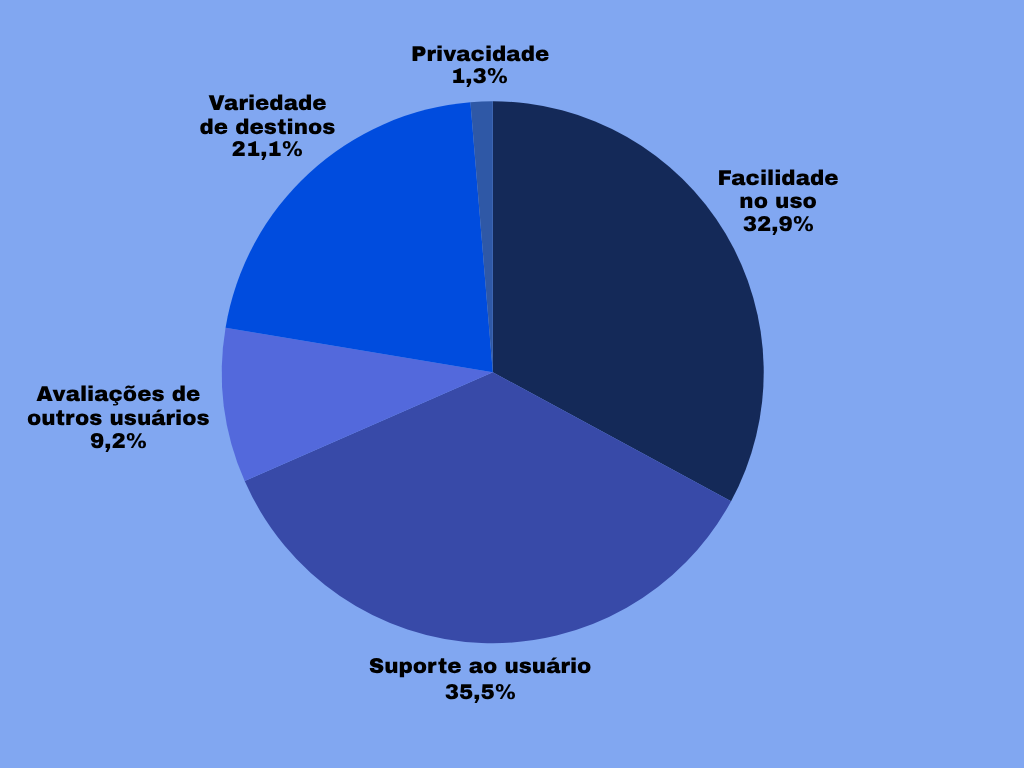 Privacidade
1,3%
Variedade
de destinos
21,1%
Facilidade
no uso
32,9%
Avaliações de
outros usuários
9,2%
Suporte ao usuário
35,5%